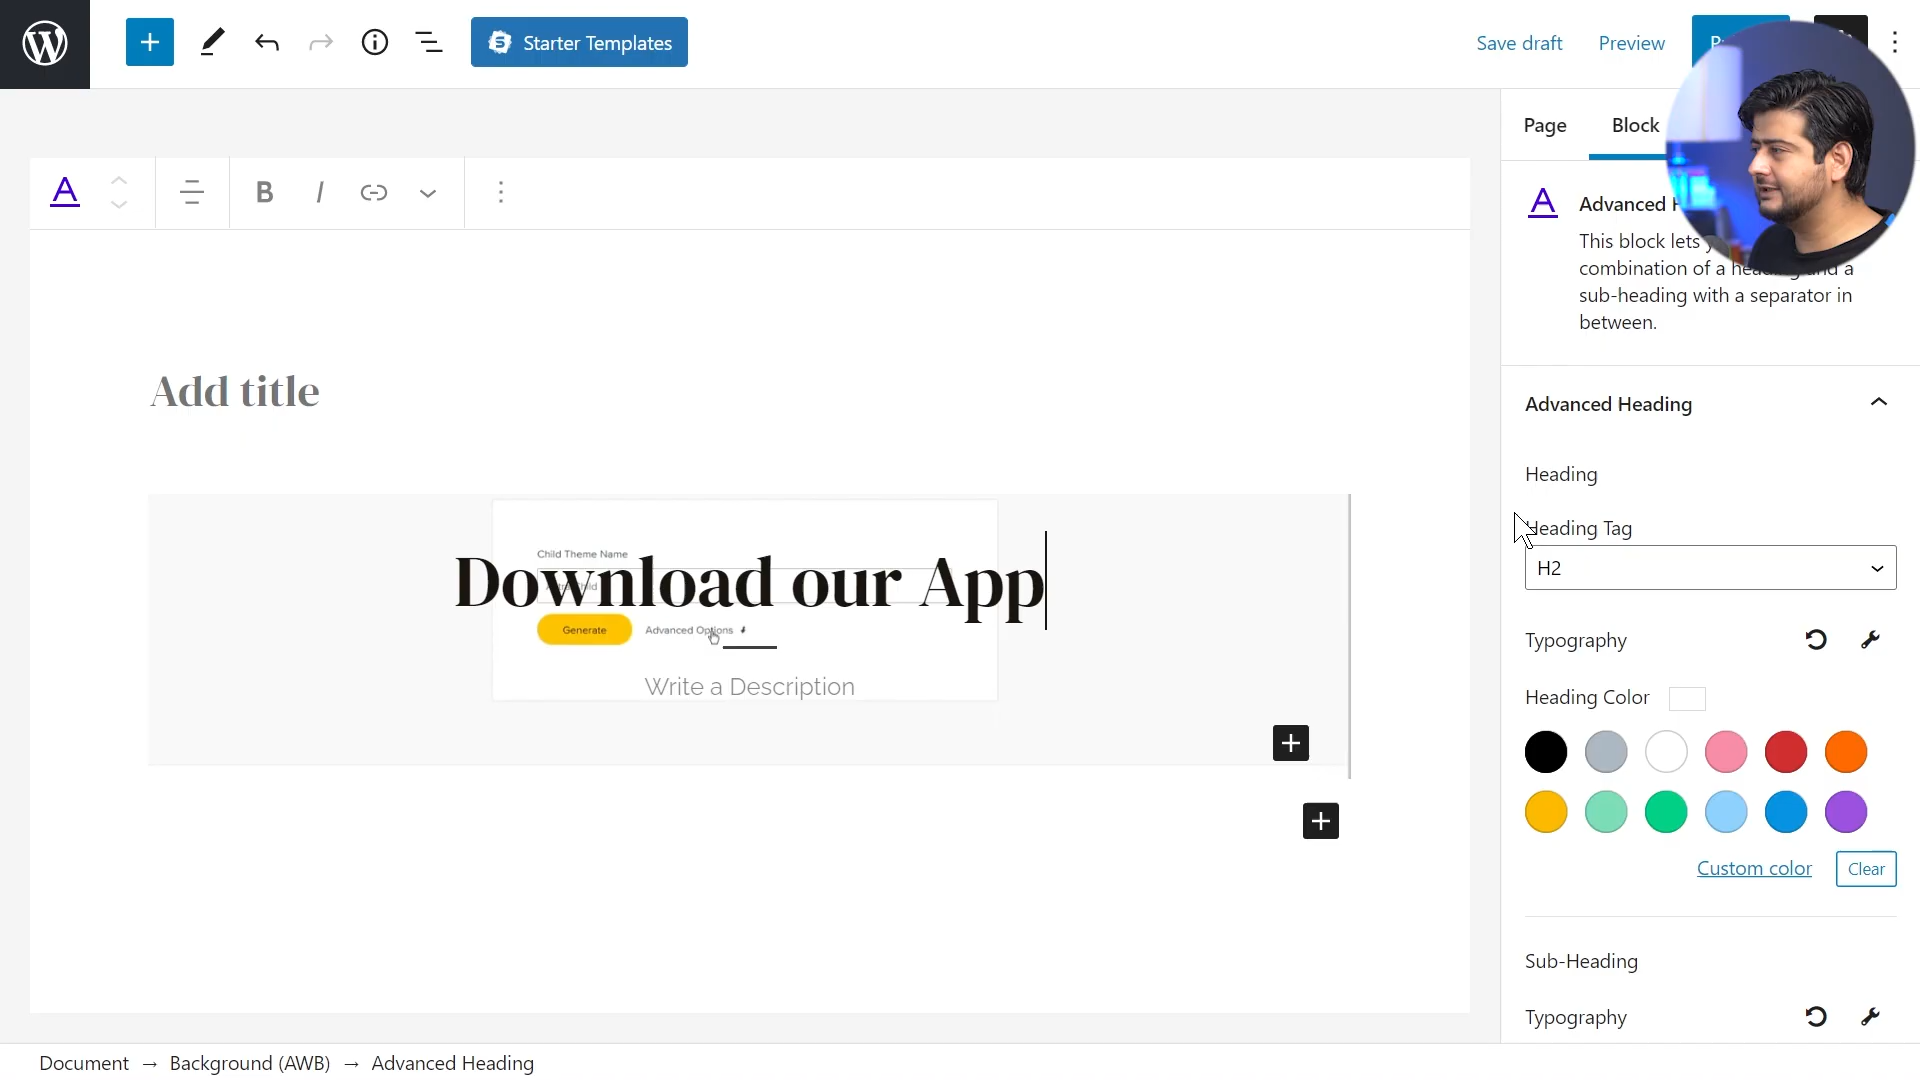 Starter Templates
Save draft
Preview
Page
Block
Advanced
This block lets
combination of a heading and a
sub-heading with a separator in
between.
Add title
Child Theme Name
Download our App
Generate
Advanced Options
Write a Description
Advanced Heading
Heading
Heading Tag
H2
Typography
Heading Color
Custom color
Clear
Sub-Heading
Typography
Document → Background (AWB) → Advanced Heading